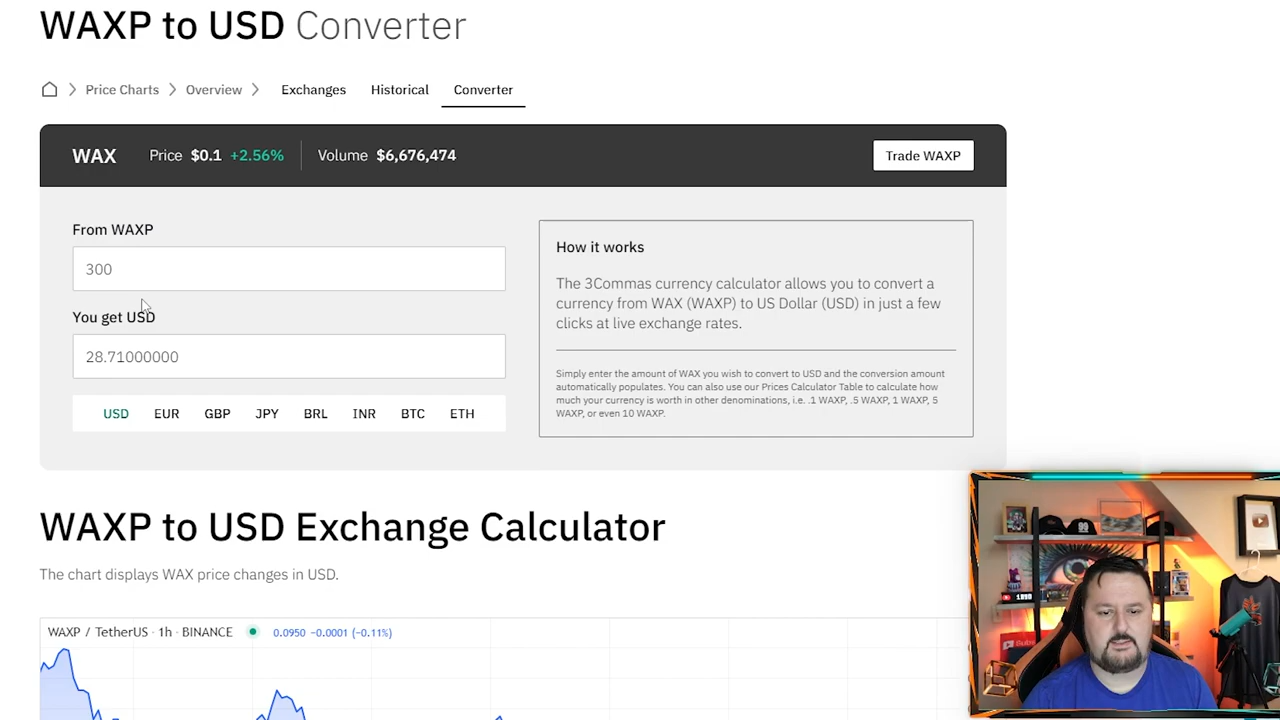 WAXP to USD Converter
Price Charts Overview Exchanges Historical Converter
WAX Price $0.1 +2.56% Volume $6,676,474 Trade WAXP
From WAXP
300
You get USD
28.71000000
USD EUR GBP JPY BRL INR BTC ETH
How it works
The 3Commas currency calculator allows you to convert a
currency from WAX (WAXP) to US Dollar (USD) in just a few
clicks at live exchange rates.
Simply enter the amount of WAX you wish to convert to USD and the conversion amount
automatically populates. You can also use our Prices Calculator Table to calculate how
much your currency is worth in other denominations, i.e. .1 WAXP, .5 WAXP, 1 WAXP, 5
WAXP, or even 10 WAXP.
WAXP to USD Exchange Calculator
The chart displays WAX price changes in USD.
WAXP / TetherUS · 1h · BINANCE 0.0950 −0.0001 (−0.11%)